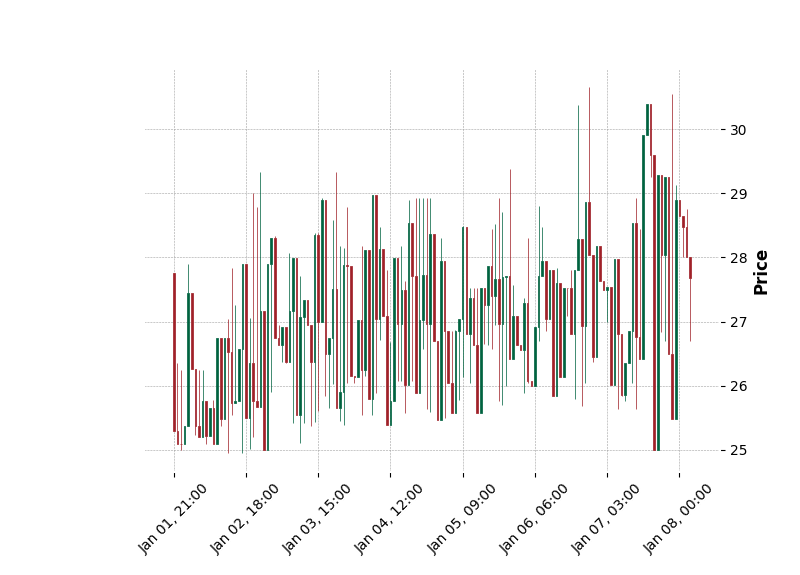 30
29
28
27
26
25
Price
Jan 01, 21:00
Jan 02, 18:00
Jan 03, 15:00
Jan 04, 12:00
Jan 05, 09:00
Jan 06, 06:00
Jan 07, 03:00
Jan 08, 00:00